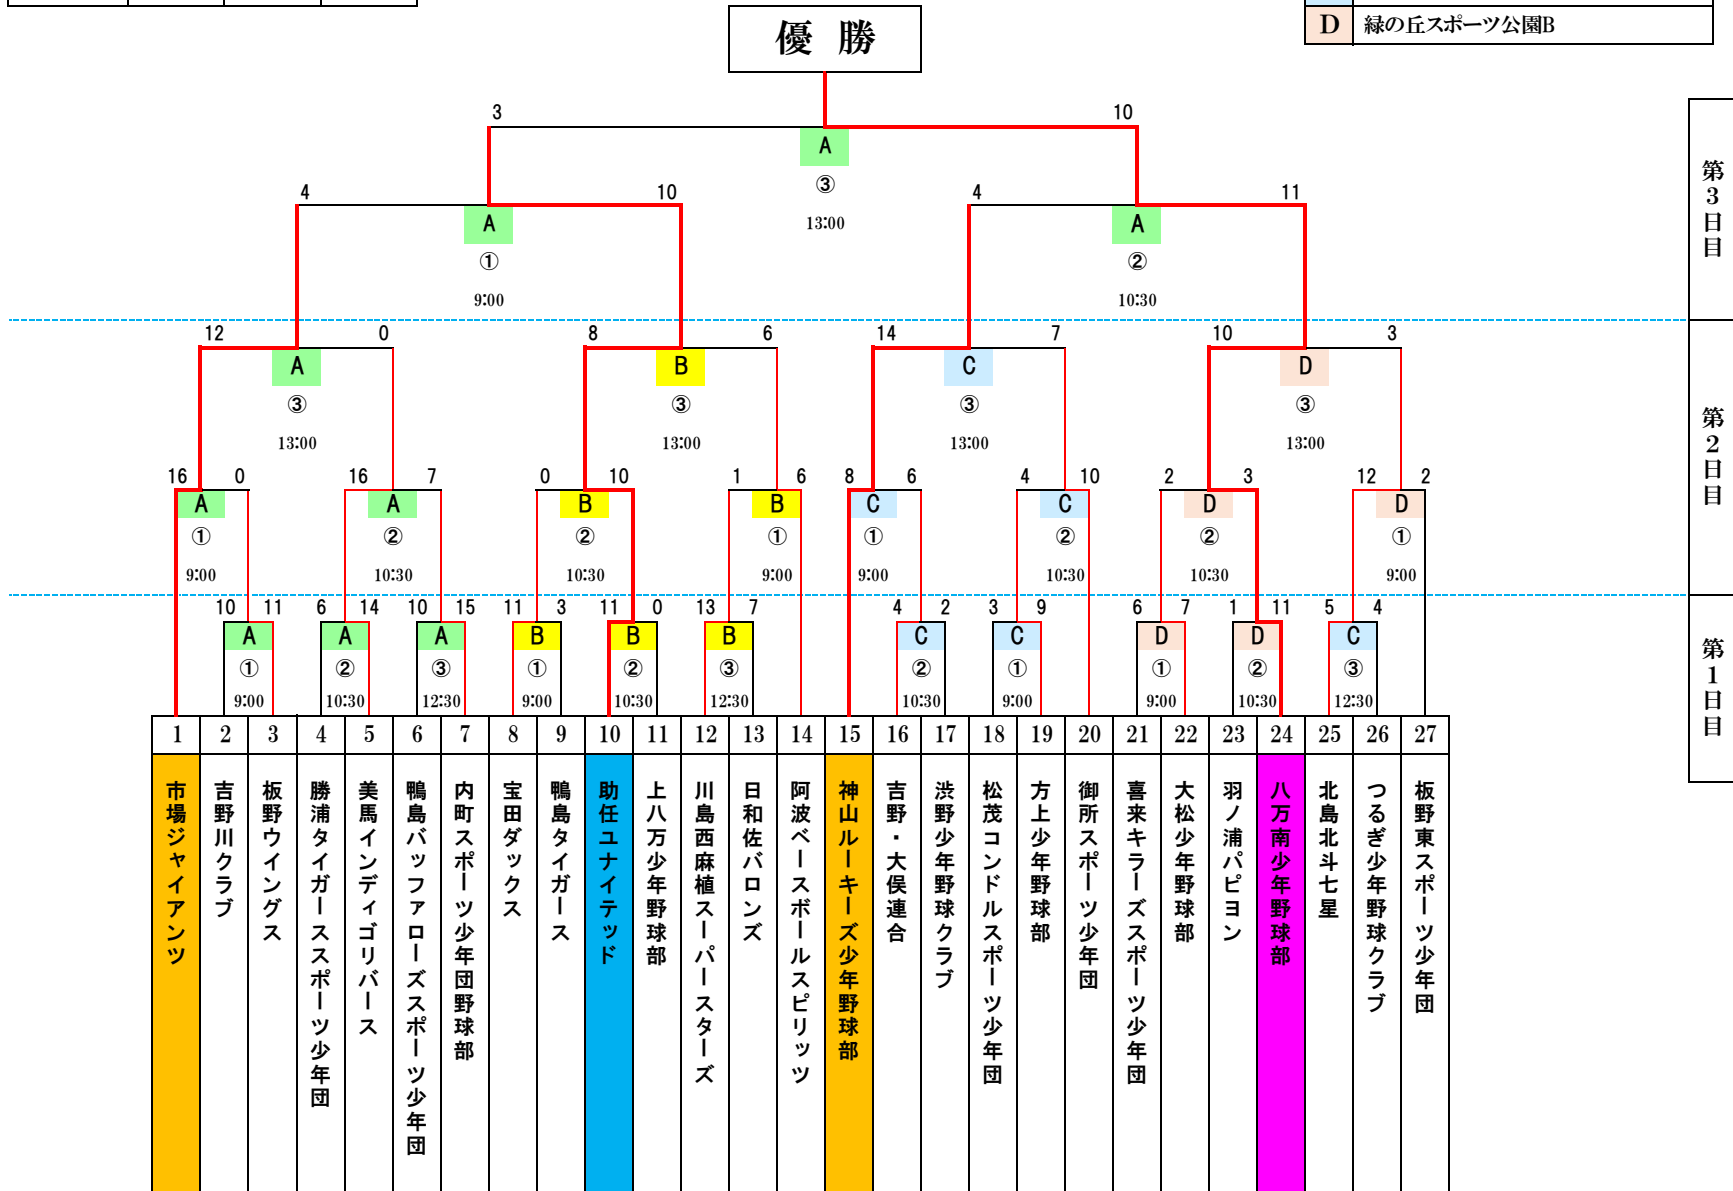 D 緑の丘スポーツ公園B
優 勝
3 10
A
③
13:00
4 10 4 11
A A
① ②
9:00 10:30
12 0 8 6 14 7 10 3
A B C D
③ ③ ③ ③
13:00 13:00 13:00 13:00
16 0 16 7 0 10 1 6 8 6 4 10 2 3 12 2
A A B B C C D D
① ② ② ① ① ② ② ①
9:00 10:30 10:30 9:00 9:00 10:30 10:30 9:00
10 11 6 14 10 15 11 3 11 0 13 7 4 2 3 9 6 7 1 11 5 4
A A A B B B C C D D C
① ② ③ ① ② ③ ② ① ① ② ③
9:00 10:30 12:30 9:00 10:30 12:30 10:30 9:00 9:00 10:30 12:30
1 2 3 4 5 6 7 8 9 10 11 12 13 14 15 16 17 18 19 20 21 22 23 24 25 26 27
市場ジャイアンツ
吉野川クラブ
板野ウイングス
勝浦タイガーススポーツ少年団
美馬インディゴリバース
鴨島バッファローズスポーツ少年団
内町スポーツ少年団野球部
宝田ダックス
鴨島タイガース
助任ユナイテッド
上八万少年野球部
川島西麻植スーパースターズ
日和佐バロンズ
阿波ベースボールスピリッツ
神山ルーキーズ少年野球部
吉野・大俣連合
渋野少年野球クラブ
松茂コンドルスポーツ少年団
方上少年野球部
御所スポーツ少年団
喜来キラーズスポーツ少年団
大松少年野球部
羽ノ浦パピヨン
八万南少年野球部
北島北斗七星
つるぎ少年野球クラブ
板野東スポーツ少年団
第3日目
第2日目
第1日目